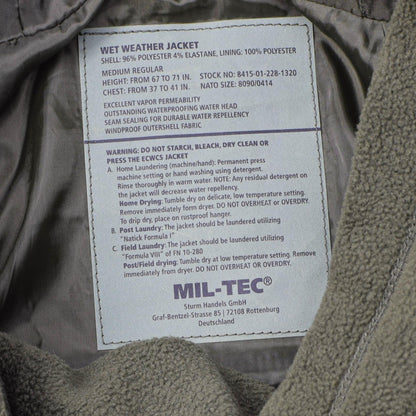 WET WEATHER JACKET
SHELL: 96% POLYESTER 4% ELASTANE, LINING: 100% POLYESTER
MEDIUM REGULAR
HEIGHT: FROM 67 TO 71 IN. STOCK NO: 8415-01-228-1320
CHEST: FROM 37 TO 41 IN. NATO SIZE: 8090/0414
EXCELLENT VAPOR PERMEABILITY
OUTSTANDING WATERPROOFING WATER HEAD
SEAM SEALING FOR DURABLE WATER REPELLENCY
WINDPROOF OUTERSHELL FABRIC
WARNING: DO NOT STARCH, BLEACH, DRY CLEAN OR
PRESS THE ECWCS JACKET
A. Home Laundering (machine/hand): Permanent press
machine setting or hand washing using detergent.
Rinse thoroughly in warm water. NOTE: Any residual detergent on
the jacket will decrease water repellency.
Home Drying: Tumble dry on delicate, low temperature setting.
Remove immediately form dryer. DO NOT OVERHEAT or OVERDRY.
To drip dry, place on rustproof hanger.
B. Post Laundry: The jacket should be laundered utilizing
"Natick Formula I"
C. Field Laundry: The jacket should be laundered utilizing
"Formula VIII" of FN 10-280
Post/Field drying: Tumble dry at low temperature setting. Remove
immediately from dryer. DO NOT OVERHEAT or OVERDRY.
MIL-TEC®
Sturm Handels GmbH
Graf-Bentzel-Strasse 85 | 72108 Rottenburg
Deutschland